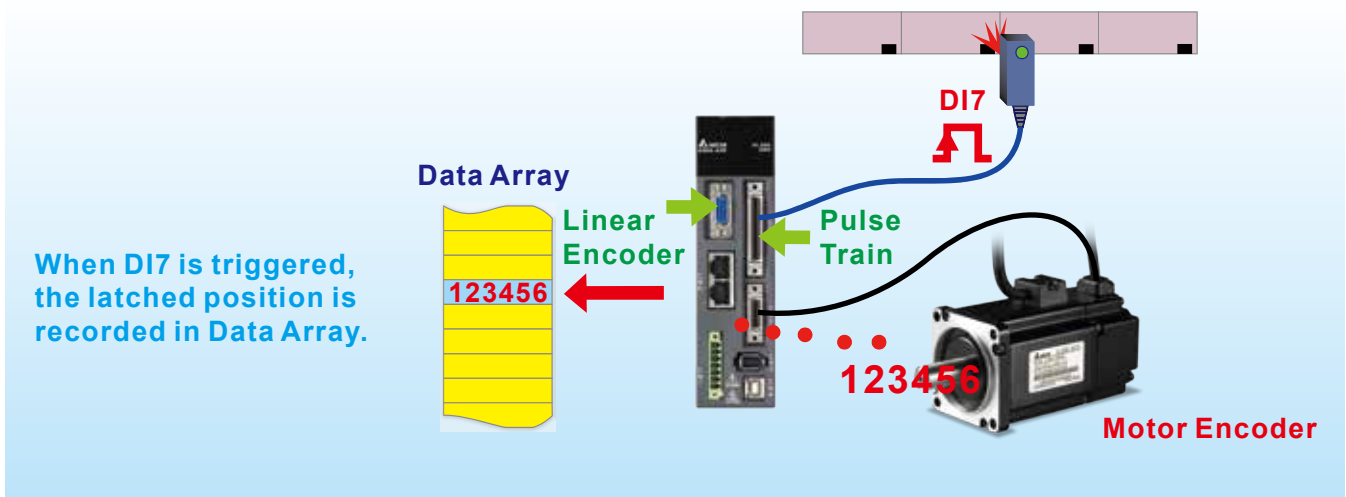 DI7
Data Array
Linear
Encoder
Pulse
Train
When DI7 is triggered,
the latched position is
recorded in Data Array.
123456
123456
Motor Encoder